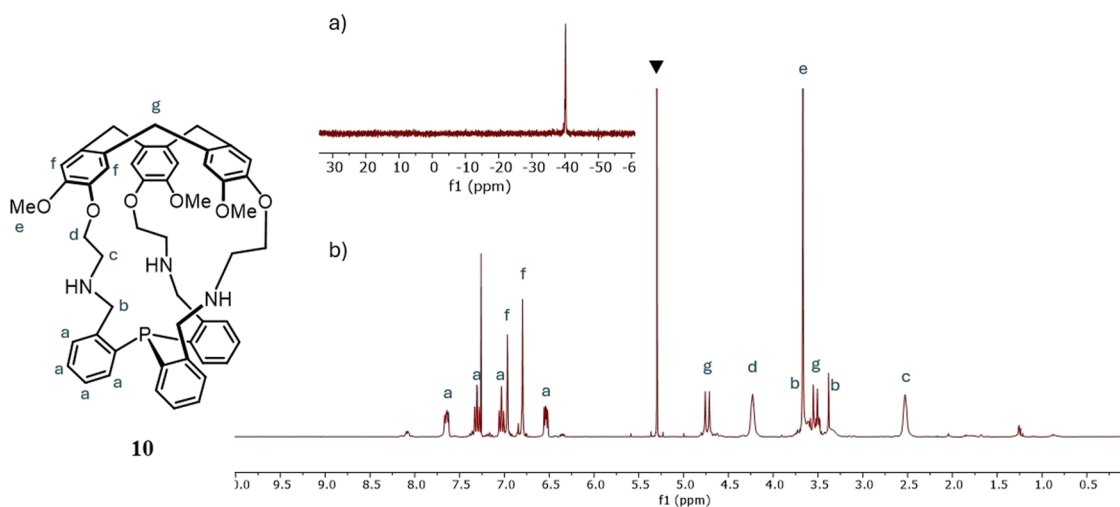 a)
30 20 10 0 -10 -20 -30 -40 -50 -6
f1 (ppm)
g
f f
MeO O O OMe OMe O
e
d
c
HN HN NH
b
a P
a
a a
10
b)
a a a f f a g d b e g b c
0.0 9.5 9.0 8.5 8.0 7.5 7.0 6.5 6.0 5.5 5.0 4.5 4.0 3.5 3.0 2.5 2.0 1.5 1.0 0.5
f1 (ppm)